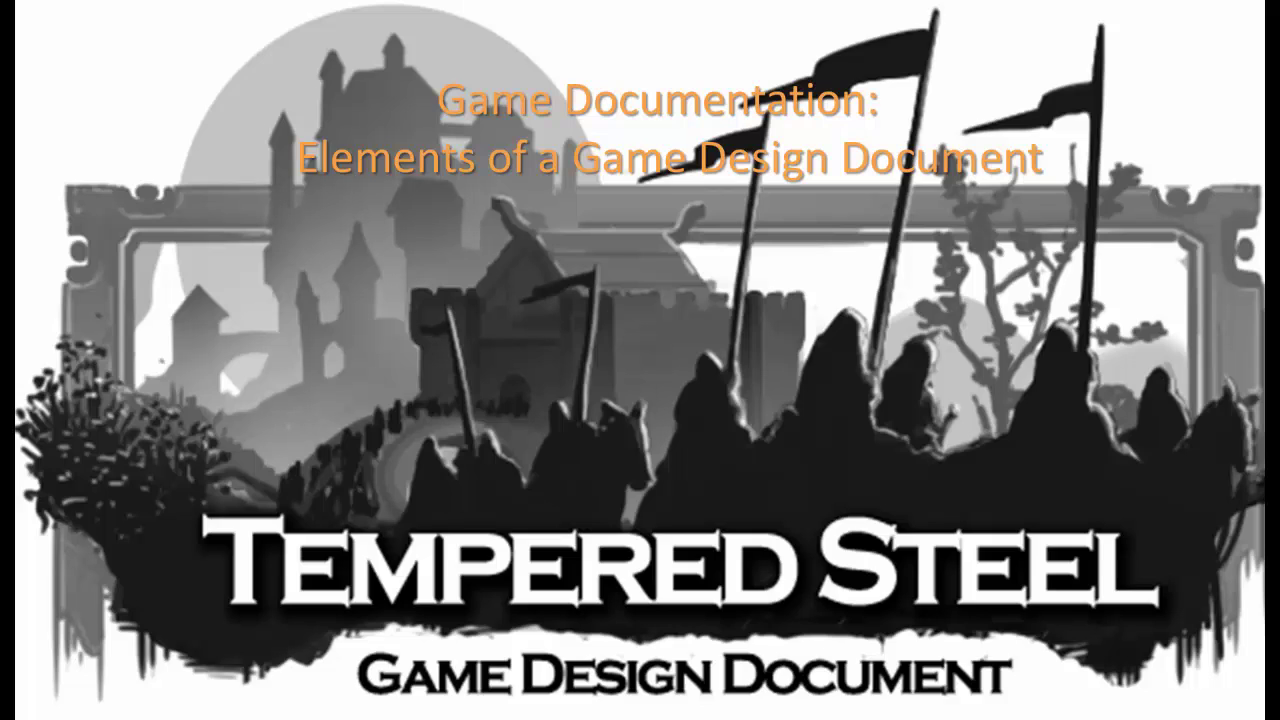 Game Documentation:
Elements of a Game Design Document
TEMPERED STEEL
GAME DESIGN DOCUMENT